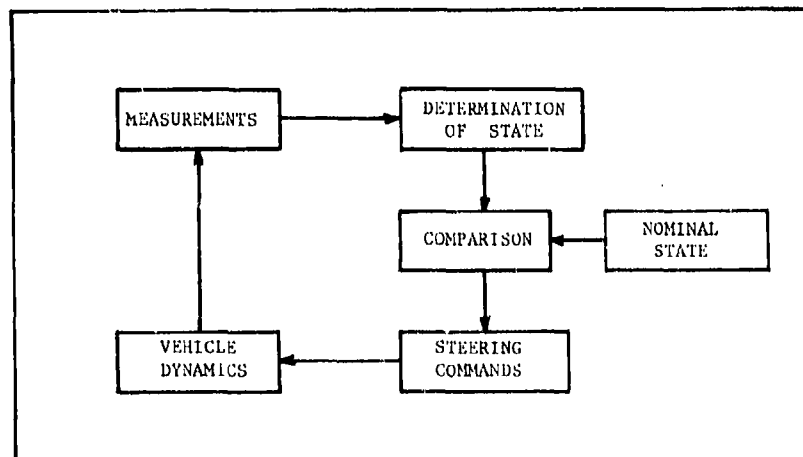 MEASUREMENTS
DETERMINATION
OF STATE
COMPARISON
NOMINAL
STATE
VEHICLE
DYNAMICS
STEERING
COMMANDS